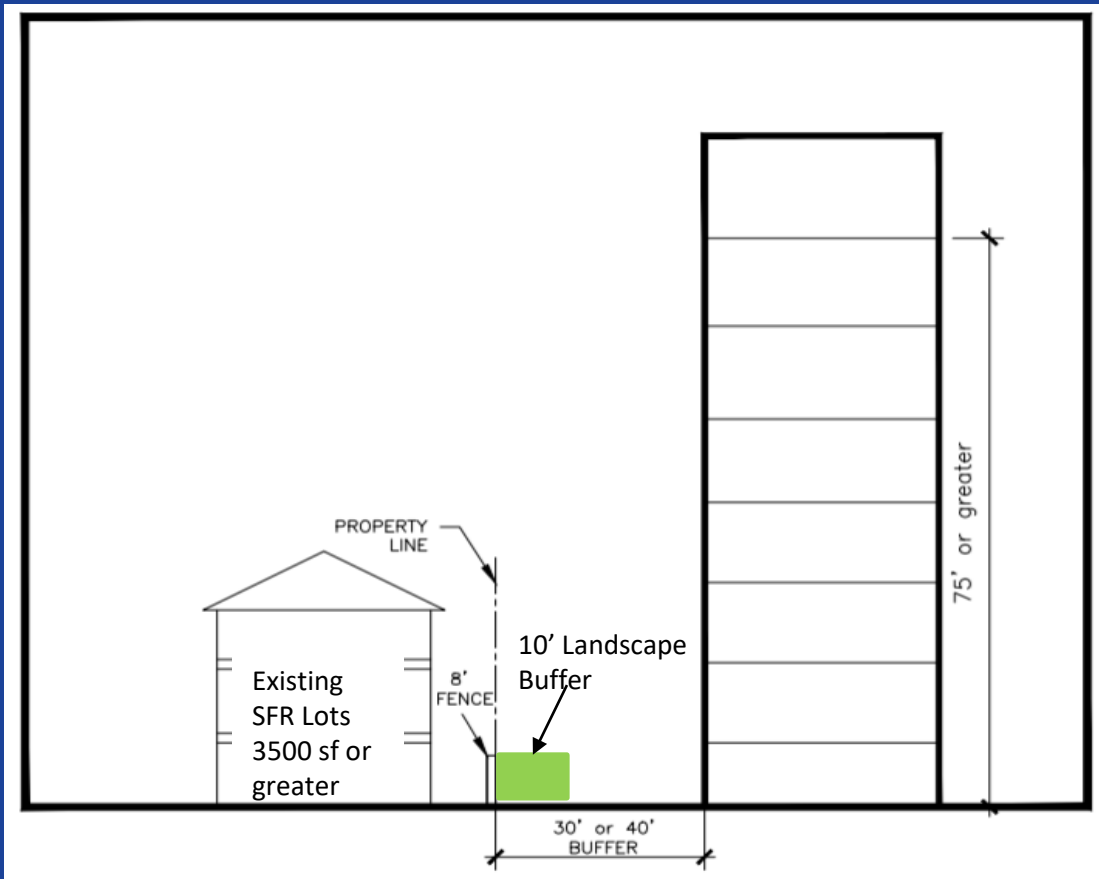 PROPERTY
LINE
10’ Landscape
Buffer
8'
FENCE
Existing
SFR Lots
3500 sf or
greater
75' or greater
30' or 40'
BUFFER